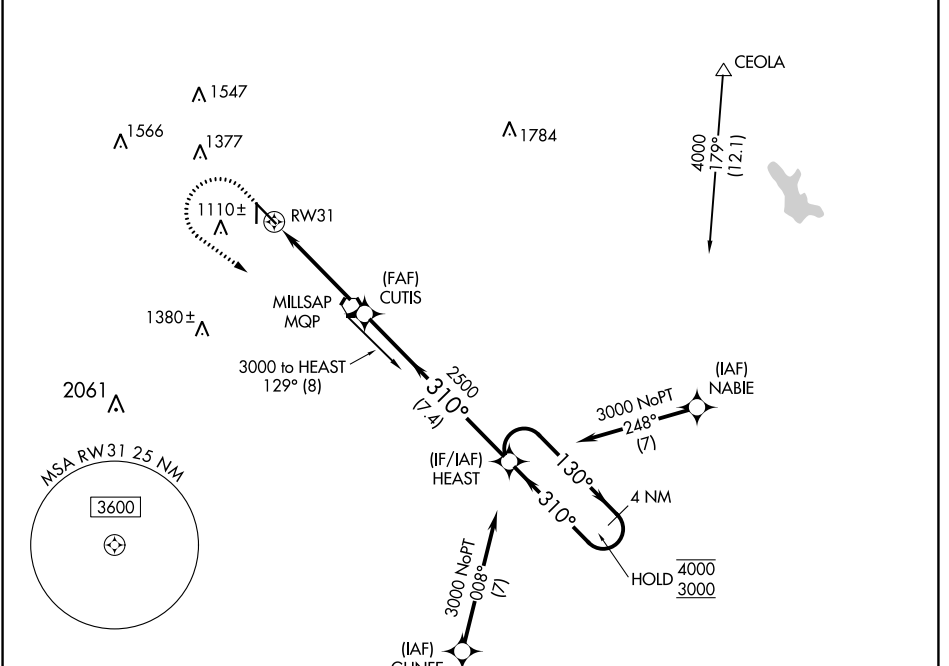 CEOLA
1547
1566
1377
1784
4000
179°
(12.1)
1110±
RW31
(FAF)
CUTIS
MILLSAP
MQP
1380±
3000 to HEAST
129° (8)
2500
310°
(7.4)
2061
(IAF)
NABIE
3000 NoPT
248°
(7)
MSA RW31 25 NM
3600
(IF/IAF)
HEAST
130°
310°
4 NM
HOLD
4000
3000
3000 NoPT
008°
(7)
(IAF)